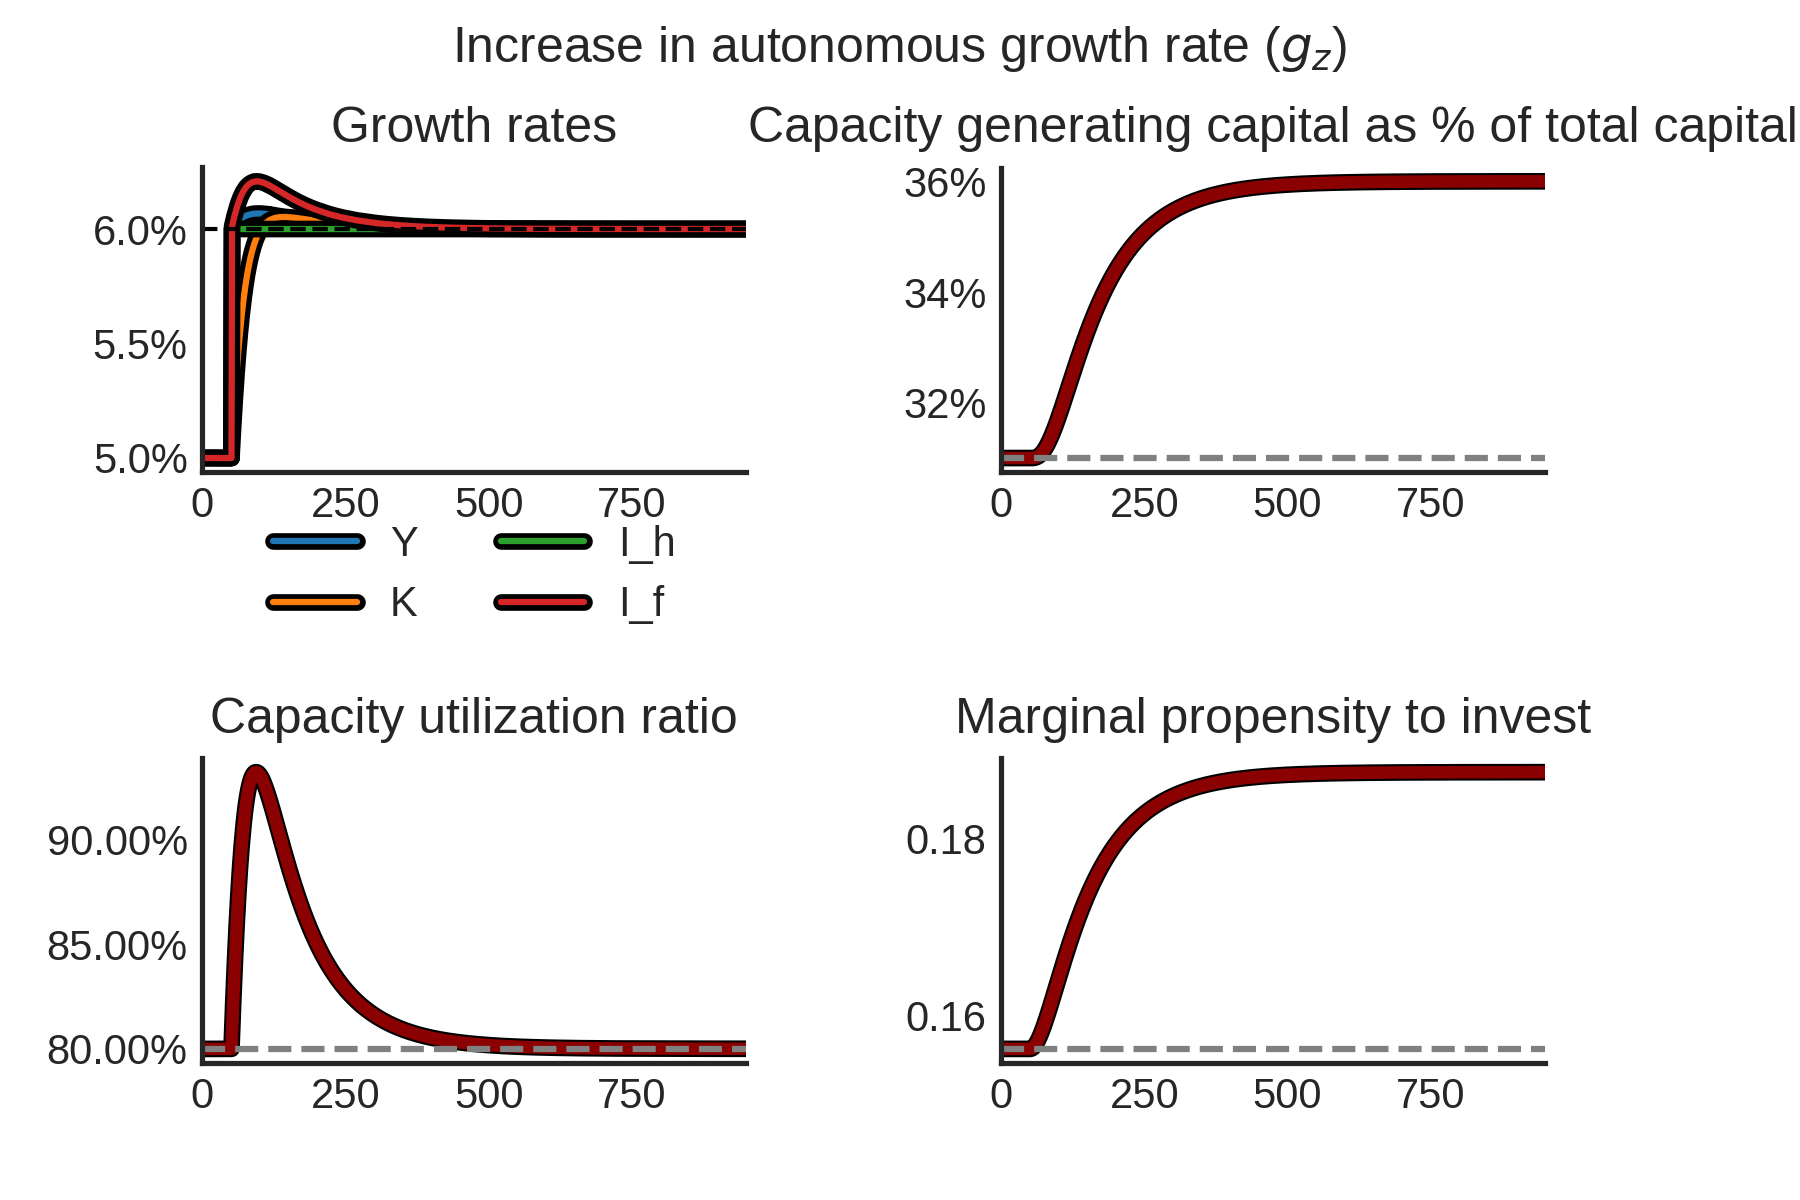 Increase in autonomous growth rate (g_z)
Growth rates
6.0%
5.5%
5.0%
0 250 500 750
Y I_h
K I_f
Capacity generating capital as % of total capital
36%
34%
32%
0 250 500 750
Capacity utilization ratio
90.00%
85.00%
80.00%
0 250 500 750
Marginal propensity to invest
0.18
0.16
0 250 500 750